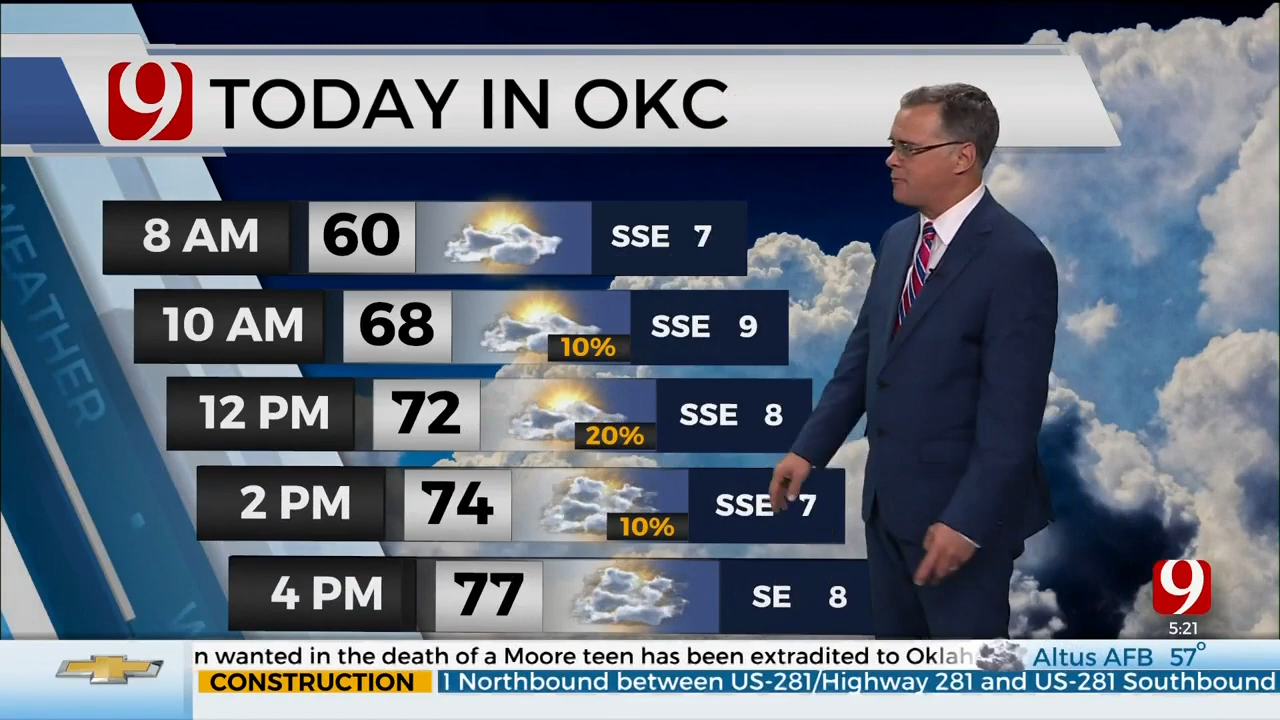 9 TODAY IN OKC
WEATHER
8 AM 60 SSE 7
10 AM 68 10% SSE 9
12 PM 72 20% SSE 8
2 PM 74 10% SSE 7
4 PM 77 SE 8
9
5:21
n wanted in the death of a Moore teen has been extradited to Oklah
Altus AFB 57°
CONSTRUCTION 1 Northbound between US-281/Highway 281 and US-281 Southbound